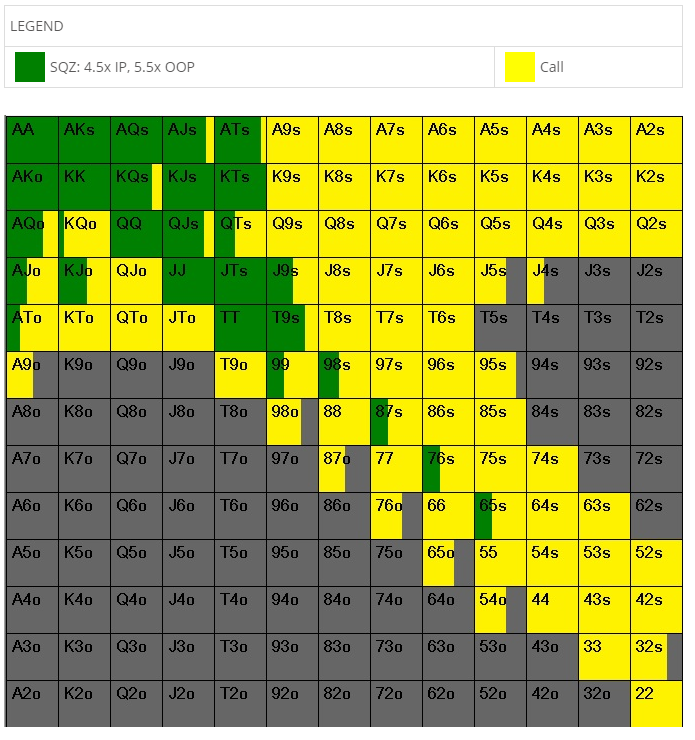 LEGEND
SQZ: 4.5x IP, 5.5x OOP Call
AA AKs AQs AJs ATs A9s A8s A7s A6s A5s A4s A3s A2s
AKo KK KQs KJs KTs K9s K8s K7s K6s K5s K4s K3s K2s
AQo KQo QQ QJs QTs Q9s Q8s Q7s Q6s Q5s Q4s Q3s Q2s
AJo KJo QJo JJ JTs J9s J8s J7s J6s J5s J4s J3s J2s
ATo KTo QTo JTo TT T9s T8s T7s T6s T5s T4s T3s T2s
A9o K9o Q9o J9o T9o 99 98s 97s 96s 95s 94s 93s 92s
A8o K8o Q8o J8o T8o 98o 88 87s 86s 85s 84s 83s 82s
A7o K7o Q7o J7o T7o 97o 87o 77 76s 75s 74s 73s 72s
A6o K6o Q6o J6o T6o 96o 86o 76o 66 65s 64s 63s 62s
A5o K5o Q5o J5o T5o 95o 85o 75o 65o 55 54s 53s 52s
A4o K4o Q4o J4o T4o 94o 84o 74o 64o 54o 44 43s 42s
A3o K3o Q3o J3o T3o 93o 83o 73o 63o 53o 43o 33 32s
A2o K2o Q2o J2o T2o 92o 82o 72o 62o 52o 42o 32o 22